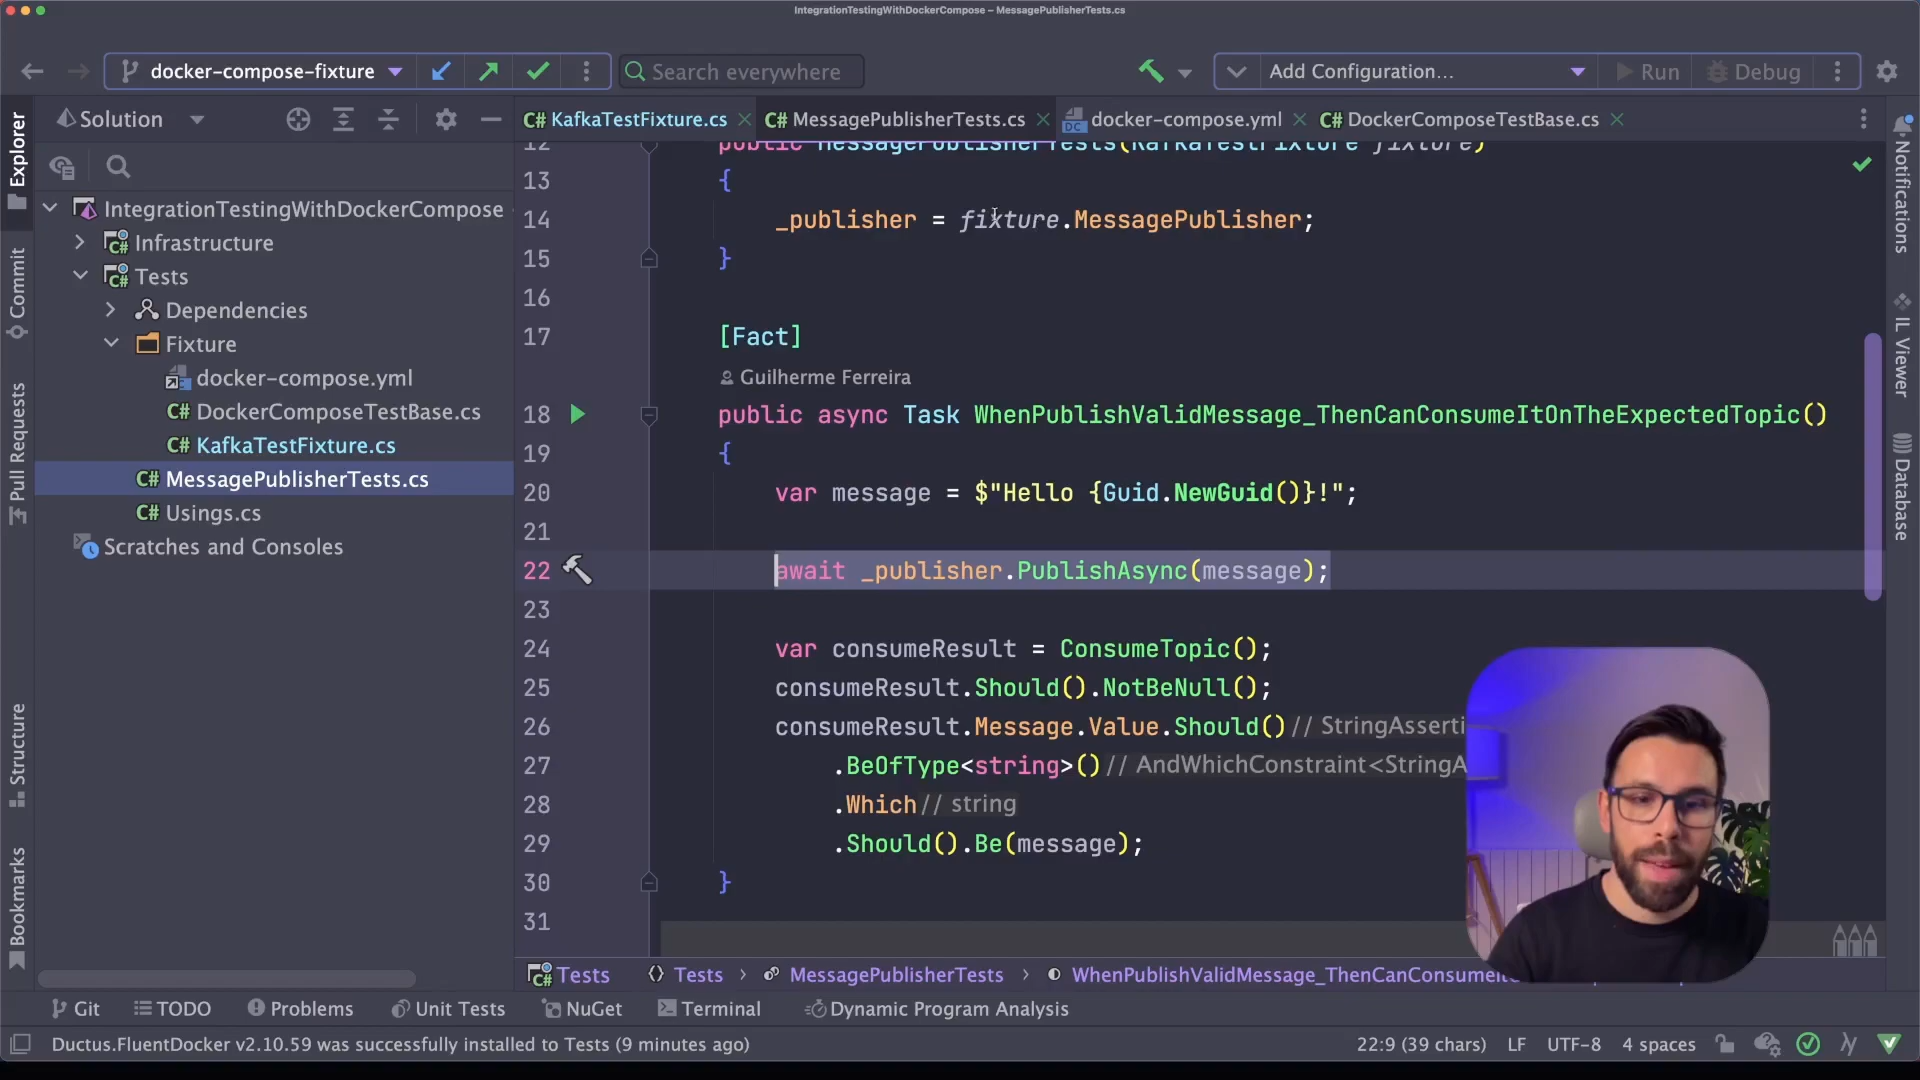 IntegrationTestingWithDockerCompose – MessagePublisherTests.cs
docker-compose-fixture
Search everywhere
Add Configuration...
Run
Debug
Explorer
Commit
Pull Requests
Structure
Bookmarks
Solution
IntegrationTestingWithDockerCompose
Infrastructure
Tests
Dependencies
Fixture
docker-compose.yml
C# DockerComposeTestBase.cs
C# KafkaTestFixture.cs
C# MessagePublisherTests.cs
C# Usings.cs
Scratches and Consoles
C# KafkaTestFixture.cs
C# MessagePublisherTests.cs
DC docker-compose.yml
C# DockerComposeTestBase.cs
12 public MessagePublisherTests(KafkaTestFixture fixture)
13 {
14 _publisher = fixture.MessagePublisher;
15 }
16
17 [Fact]
Guilherme Ferreira
18 public async Task WhenPublishValidMessage_ThenCanConsumeItOnTheExpectedTopic()
19 {
20 var message = $"Hello {Guid.NewGuid()}!";
21
22 await _publisher.PublishAsync(message);
23
24 var consumeResult = ConsumeTopic();
25 consumeResult.Should().NotBeNull();
26 consumeResult.Message.Value.Should() // StringAsserti
27 .BeOfType<string>() // AndWhichConstraint<StringA
28 .Which // string
29 .Should().Be(message);
30 }
31
Notifications
IL Viewer
Database
C# Tests
Tests › MessagePublisherTests › WhenPublishValidMessage_ThenCanConsumeIt
Git
TODO
Problems
Unit Tests
NuGet
Terminal
Dynamic Program Analysis
Ductus.FluentDocker v2.10.59 was successfully installed to Tests (9 minutes ago)
22:9 (39 chars)
LF
UTF-8
4 spaces